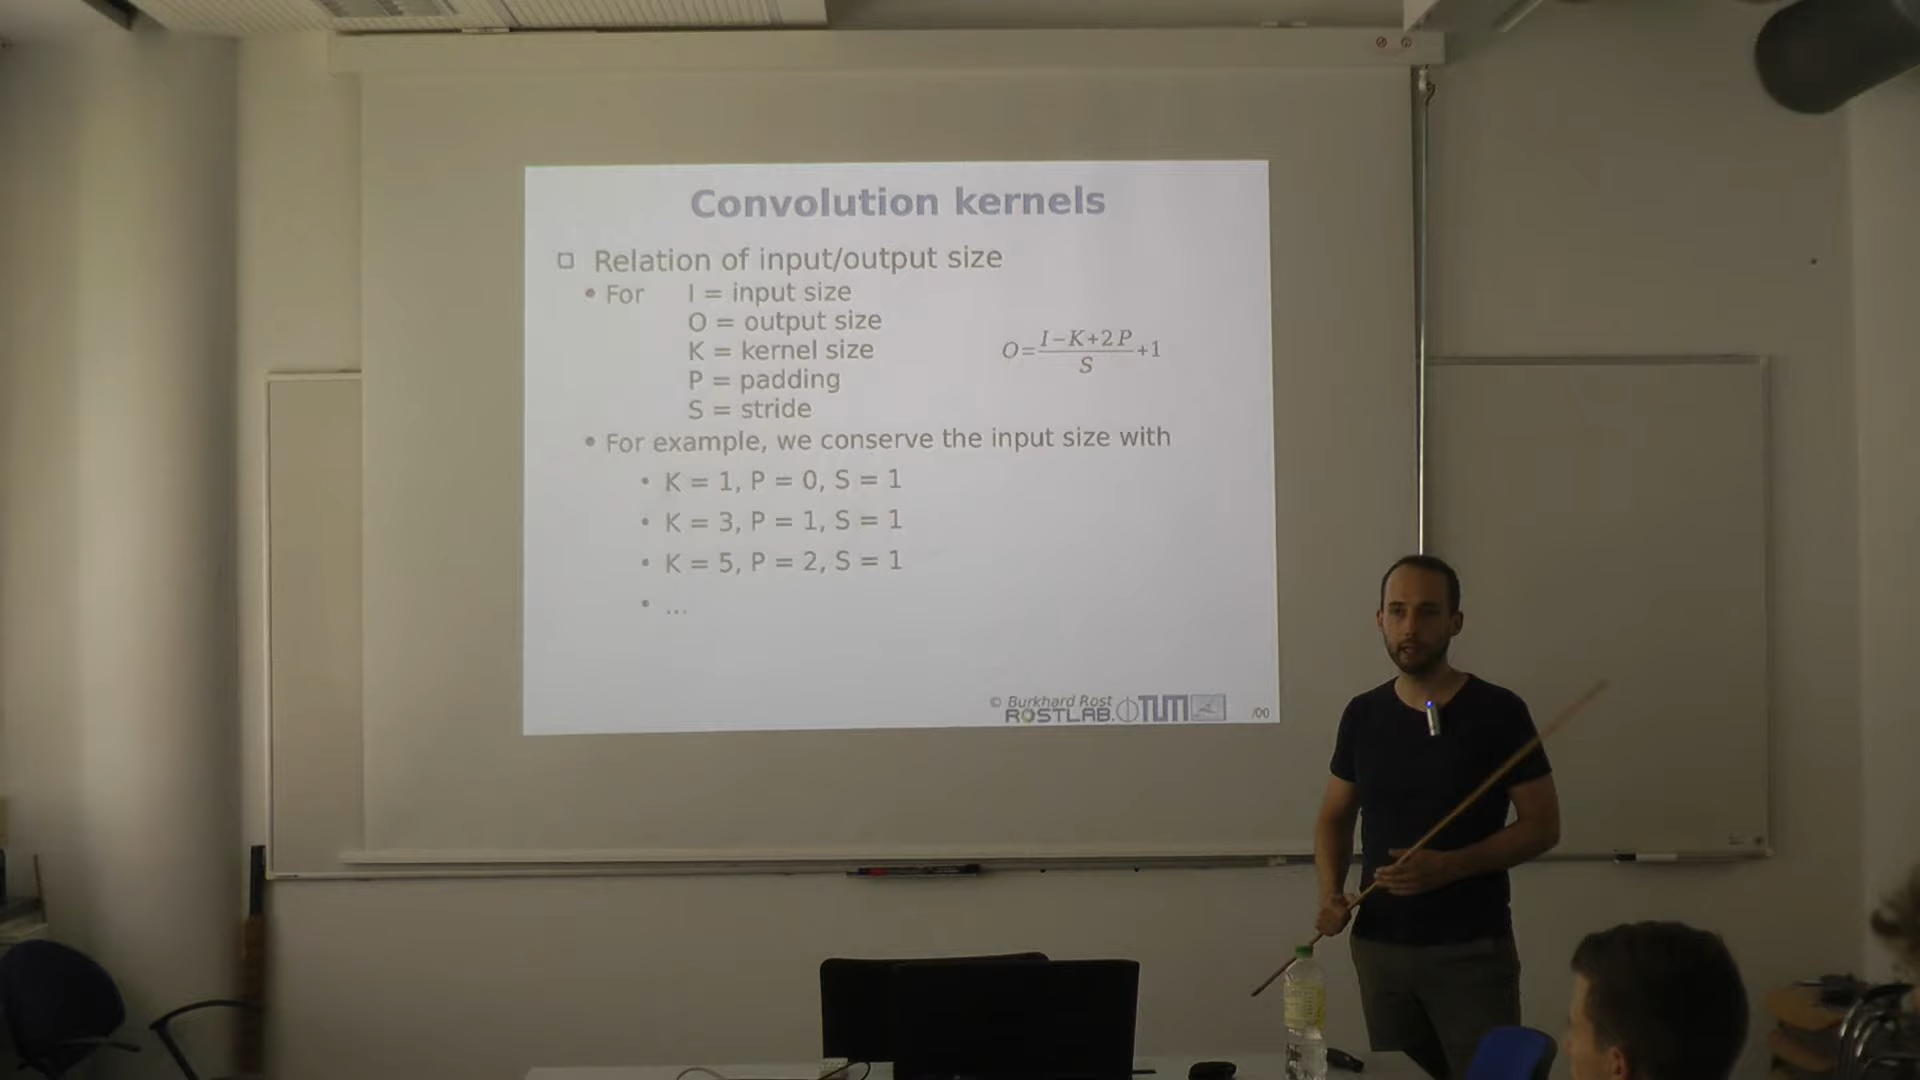 Convolution kernels
Relation of input/output size
• For I = input size
O = output size
K = kernel size
P = padding
S = stride
O=\frac{I-K+2P}{S}+1
• For example, we conserve the input size with
• K = 1, P = 0, S = 1
• K = 3, P = 1, S = 1
• K = 5, P = 2, S = 1
• ...
© Burkhard Rost
ROSTLAB. TUM
/00